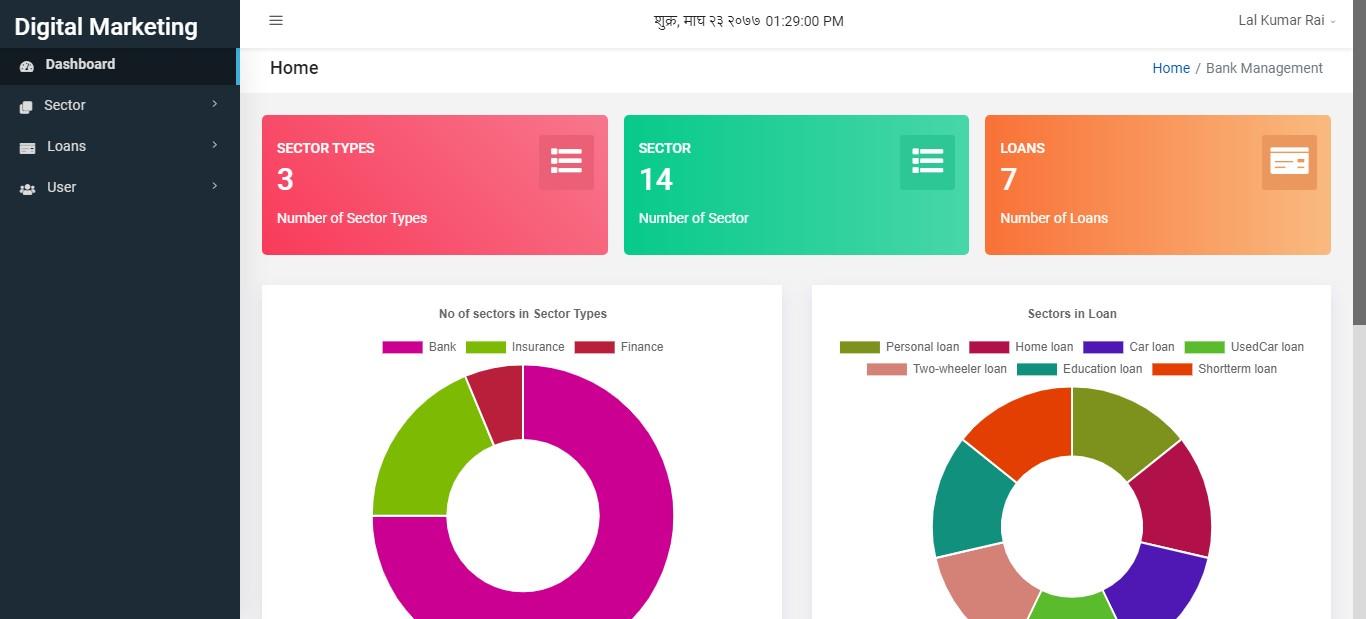 Digital Marketing
शुक्र, माघ २३ २०७७ 01:29:00 PM
Lal Kumar Rai
Dashboard
Sector
Loans
User
Home
Home / Bank Management
SECTOR TYPES
3
Number of Sector Types
SECTOR
14
Number of Sector
LOANS
7
Number of Loans
No of sectors in Sector Types
Bank Insurance Finance
Sectors in Loan
Personal loan Home loan Car loan UsedCar loan
Two-wheeler loan Education loan Shortterm loan